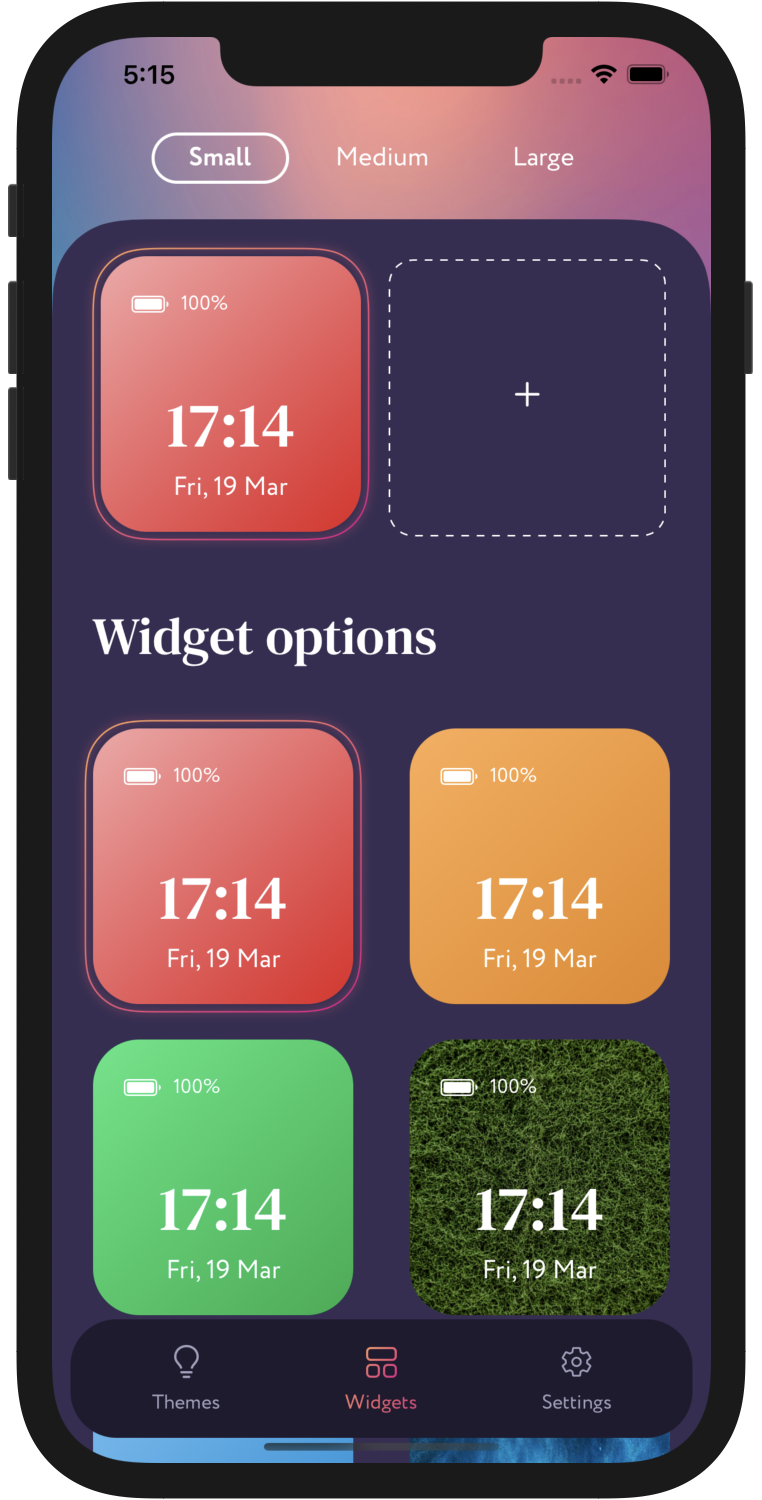 5:15
Small Medium Large
100%
17:14
Fri, 19 Mar
+
Widget options
100% 100%
17:14 17:14
Fri, 19 Mar Fri, 19 Mar
100% 100%
17:14 17:14
Fri, 19 Mar Fri, 19 Mar
Themes Widgets Settings